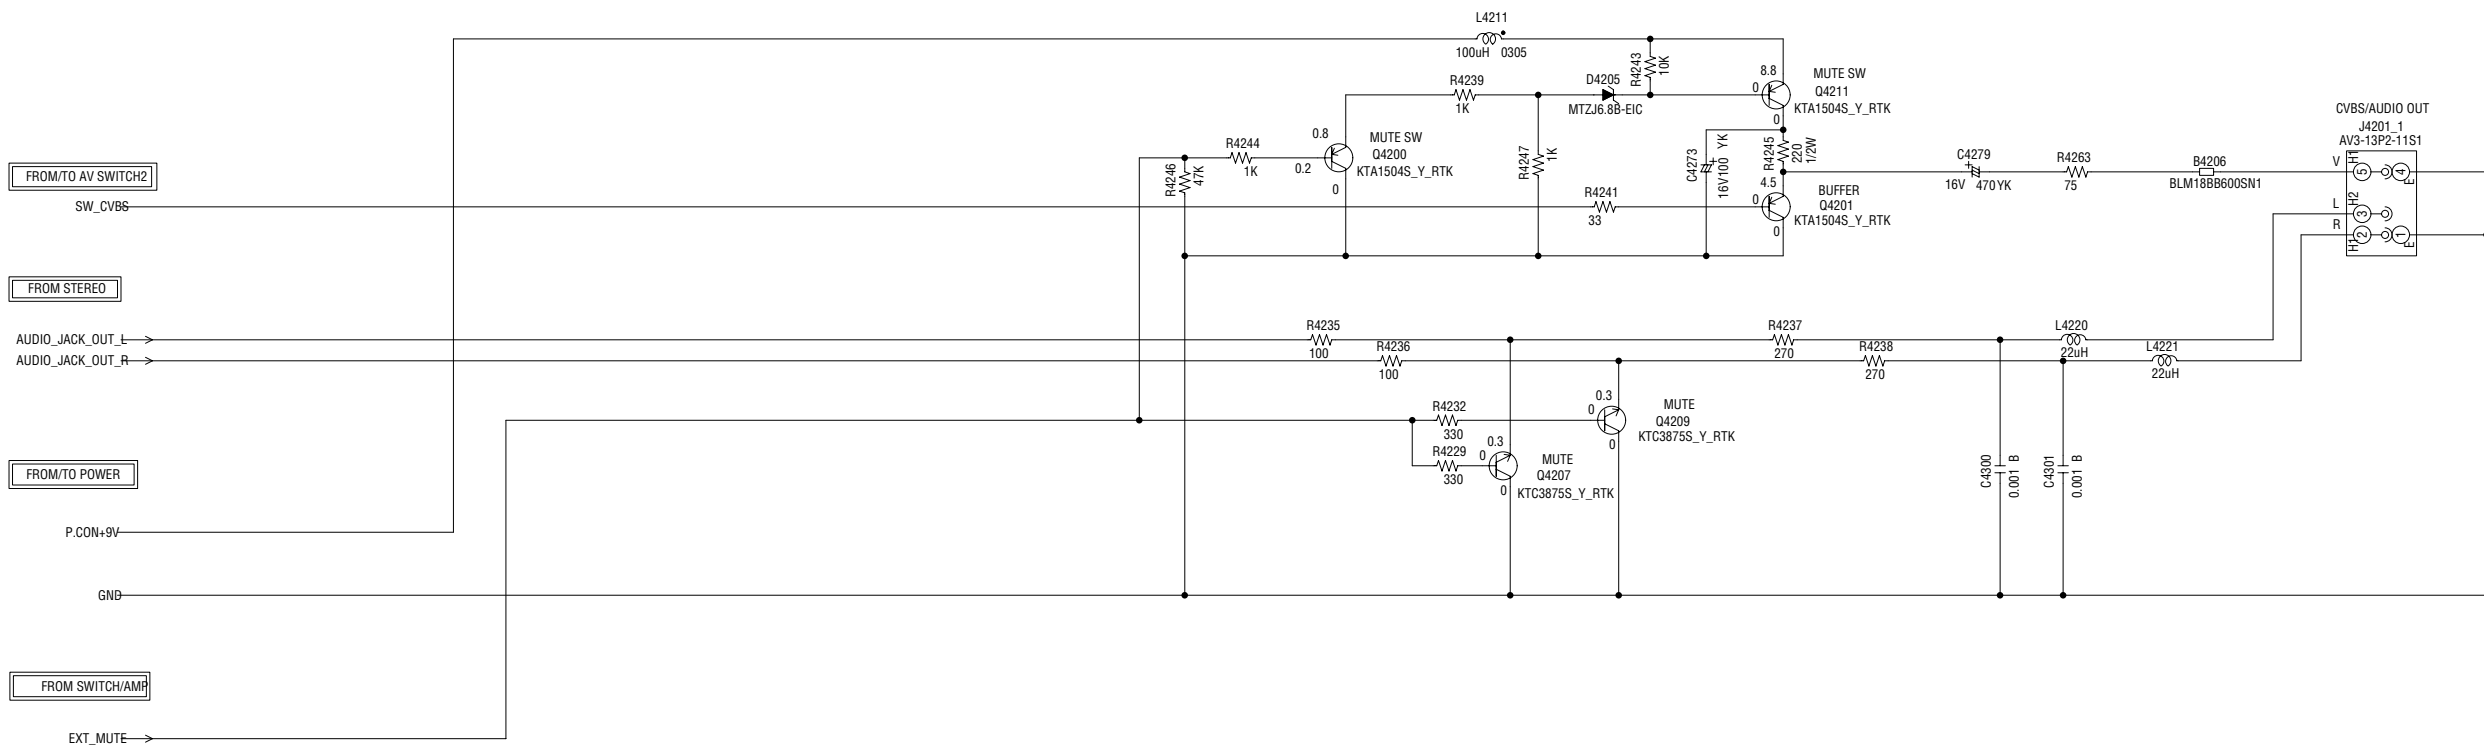 L4211
100uH 0305
R4243
10K
8.8
MUTE SW
0
Q4211
KTA1504S_Y_RTK
0
R4239
1K
D4205
MTZJ6.8B-EIC
CVBS/AUDIO OUT
J4201_1
AV3-13P2-11S1
0.8
MUTE SW
Q4200
KTA1504S_Y_RTK
0.2
0
R4244
1K
R4246
47K
R4247
1K
C4273
+
16V100 YK
R4245
220
1/2W
C4279
+
16V 470YK
R4263
75
B4206
BLM18BB600SN1
V
H1
5
4
E
L
H2
3
R
H1
2
1
E
FROM/TO AV SWITCH2
SW_CVBS
R4241
33
4.5
BUFFER
0
Q4201
KTA1504S_Y_RTK
0
FROM STEREO
AUDIO_JACK_OUT_L
AUDIO_JACK_OUT_R
R4235
100
R4236
100
R4237
270
R4238
270
L4220
22uH
L4221
22uH
R4232
330
R4229
330
0.3
0
MUTE
Q4209
KTC3875S_Y_RTK
0
0.3
0
MUTE
Q4207
KTC3875S_Y_RTK
0
C4300
0.001 B
C4301
0.001 B
FROM/TO POWER
P.CON+9V
GND
FROM SWITCH/AMP
EXT_MUTE